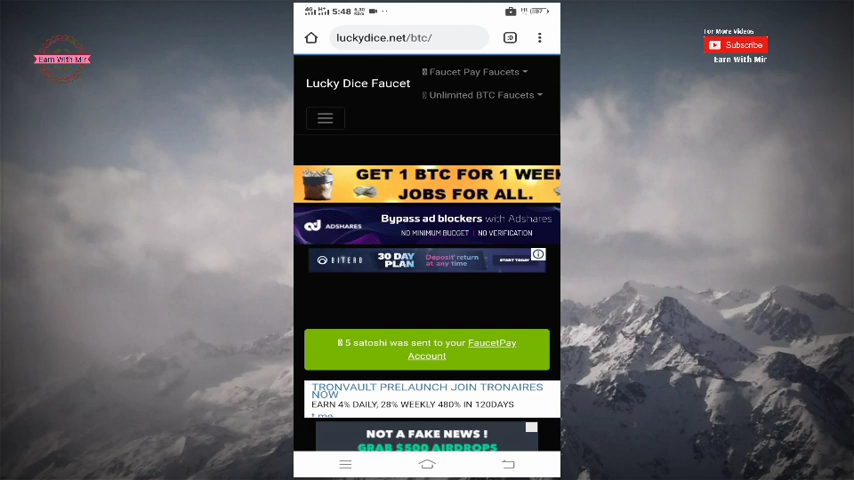 5:48
luckydice.net/btc/
For More Videos
Subscribe
Earn With Mir
Earn With Mir
Lucky Dice Faucet
Faucet Pay Faucets
Unlimited BTC Faucets
GET 1 BTC FOR 1 WEEK
JOBS FOR ALL.
ADSHARES
Bypass ad blockers with Adshares
NO MINIMUM BUDGET | NO VERIFICATION
BITERO
30 DAY
PLAN
Deposit return
at any time
START TODAY
5 satoshi was sent to your FaucetPay
Account
TRONVAULT PRELAUNCH JOIN TRONAIRES
NOW
EARN 4% DAILY, 28% WEEKLY 480% IN 120DAYS
NOT A FAKE NEWS !
GRAB $500 AIRDROPS